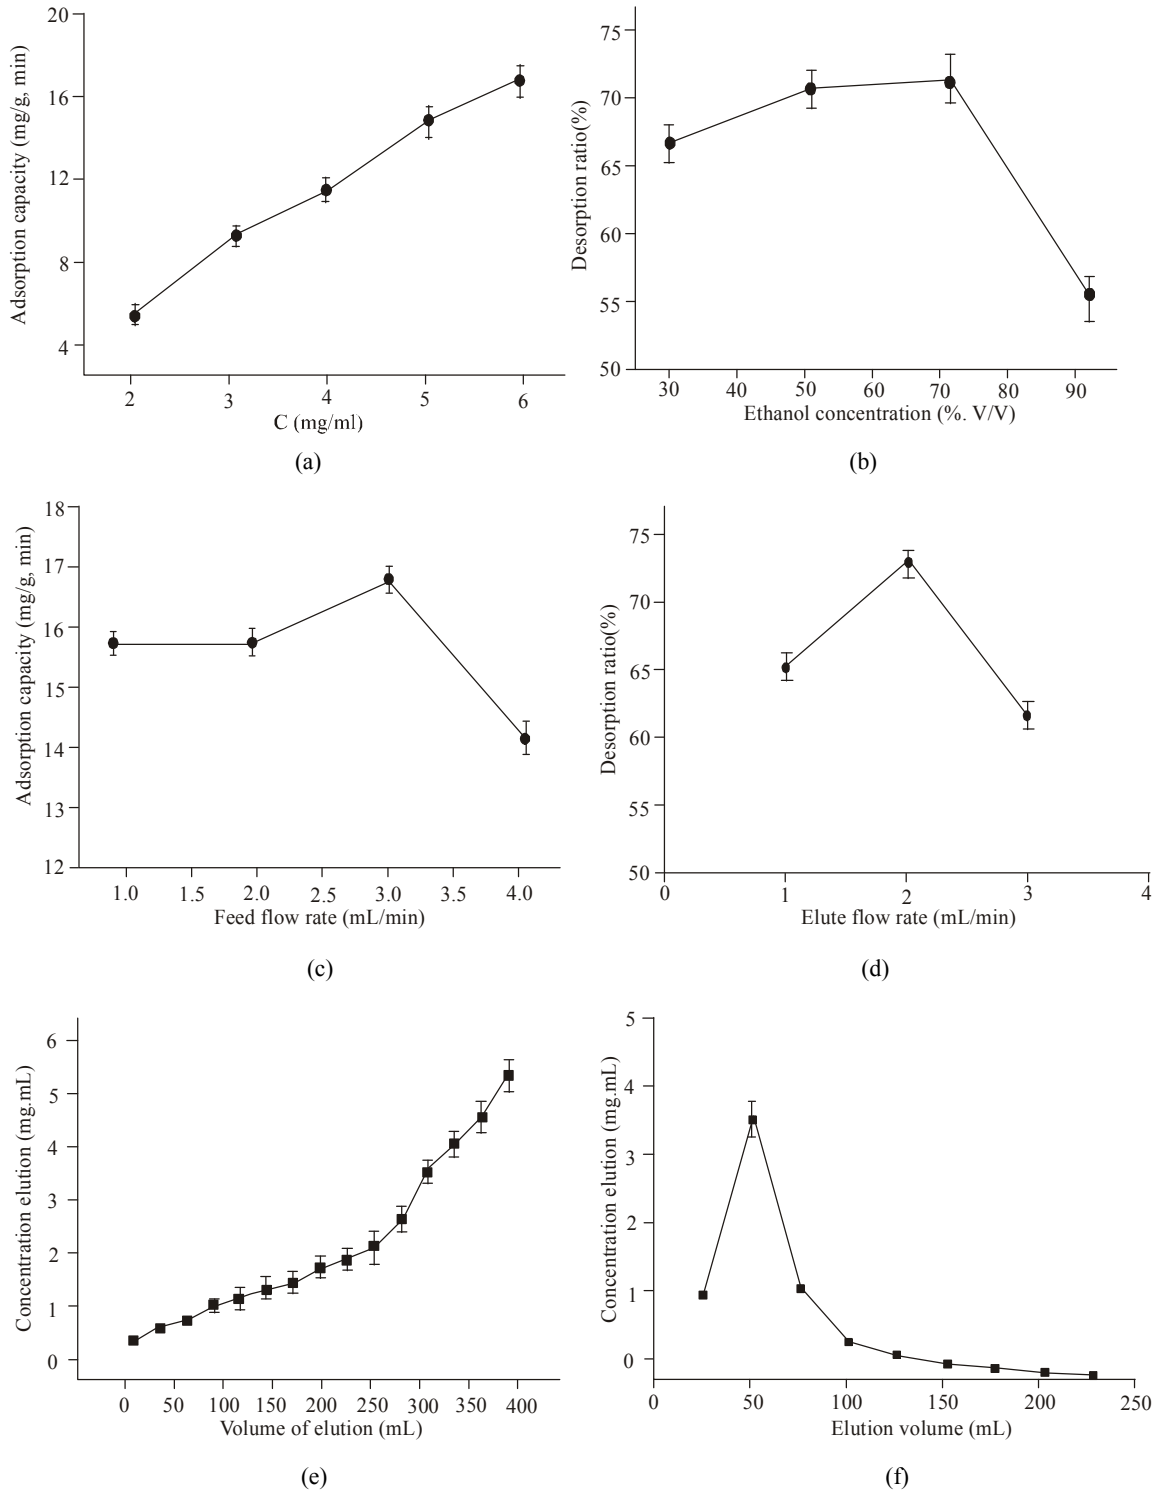 20
16
12
8
4
Adsorption capacity (mg/g, min)
2 3 4 5 6
C (mg/ml)
(a)
75
70
65
60
55
50
Desorption ratio(%)
30 40 50 60 70 80 90
Ethanol concentration (%. V/V)
(b)
18
17
16
15
14
13
12
Adsorption capacity (mg/g, min)
1.0 1.5 2.0 2.5 3.0 3.5 4.0
Feed flow rate (mL/min)
(c)
75
70
65
60
55
50
Desorption ratio(%)
0 1 2 3 4
Elute flow rate (mL/min)
(d)
6
5
4
3
2
1
0
Concentration elution (mg.mL)
0 50 100 150 200 250 300 350 400
Volume of elution (mL)
(e)
5
4
3
2
1
0
Concentration elution (mg.mL)
0 50 100 150 200 250
Elution volume (mL)
(f)